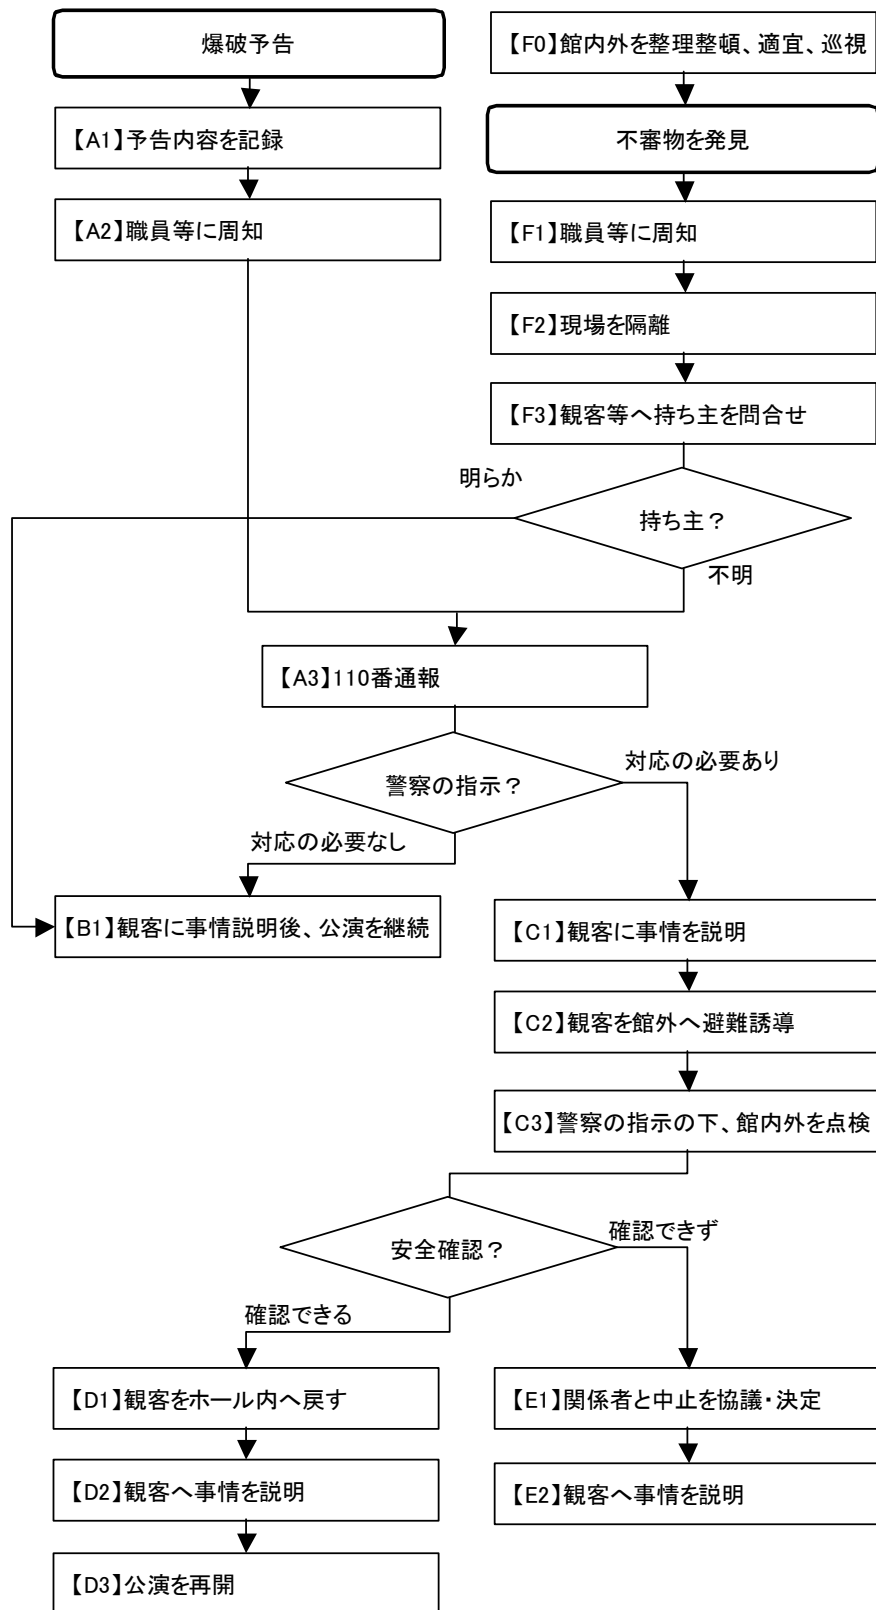 爆破予告
【F0】館内外を整理整頓、適宜、巡視
【A1】予告内容を記録
不審物を発見
【A2】職員等に周知
【F1】職員等に周知
【F2】現場を隔離
【F3】観客等へ持ち主を問合せ
明らか
持ち主？
不明
【A3】110番通報
警察の指示？
対応の必要あり
対応の必要なし
【B1】観客に事情説明後、公演を継続
【C1】観客に事情を説明
【C2】観客を館外へ避難誘導
【C3】警察の指示の下、館内外を点検
安全確認？
確認できず
確認できる
【D1】観客をホール内へ戻す
【E1】関係者と中止を協議・決定
【D2】観客へ事情を説明
【E2】観客へ事情を説明
【D3】公演を再開